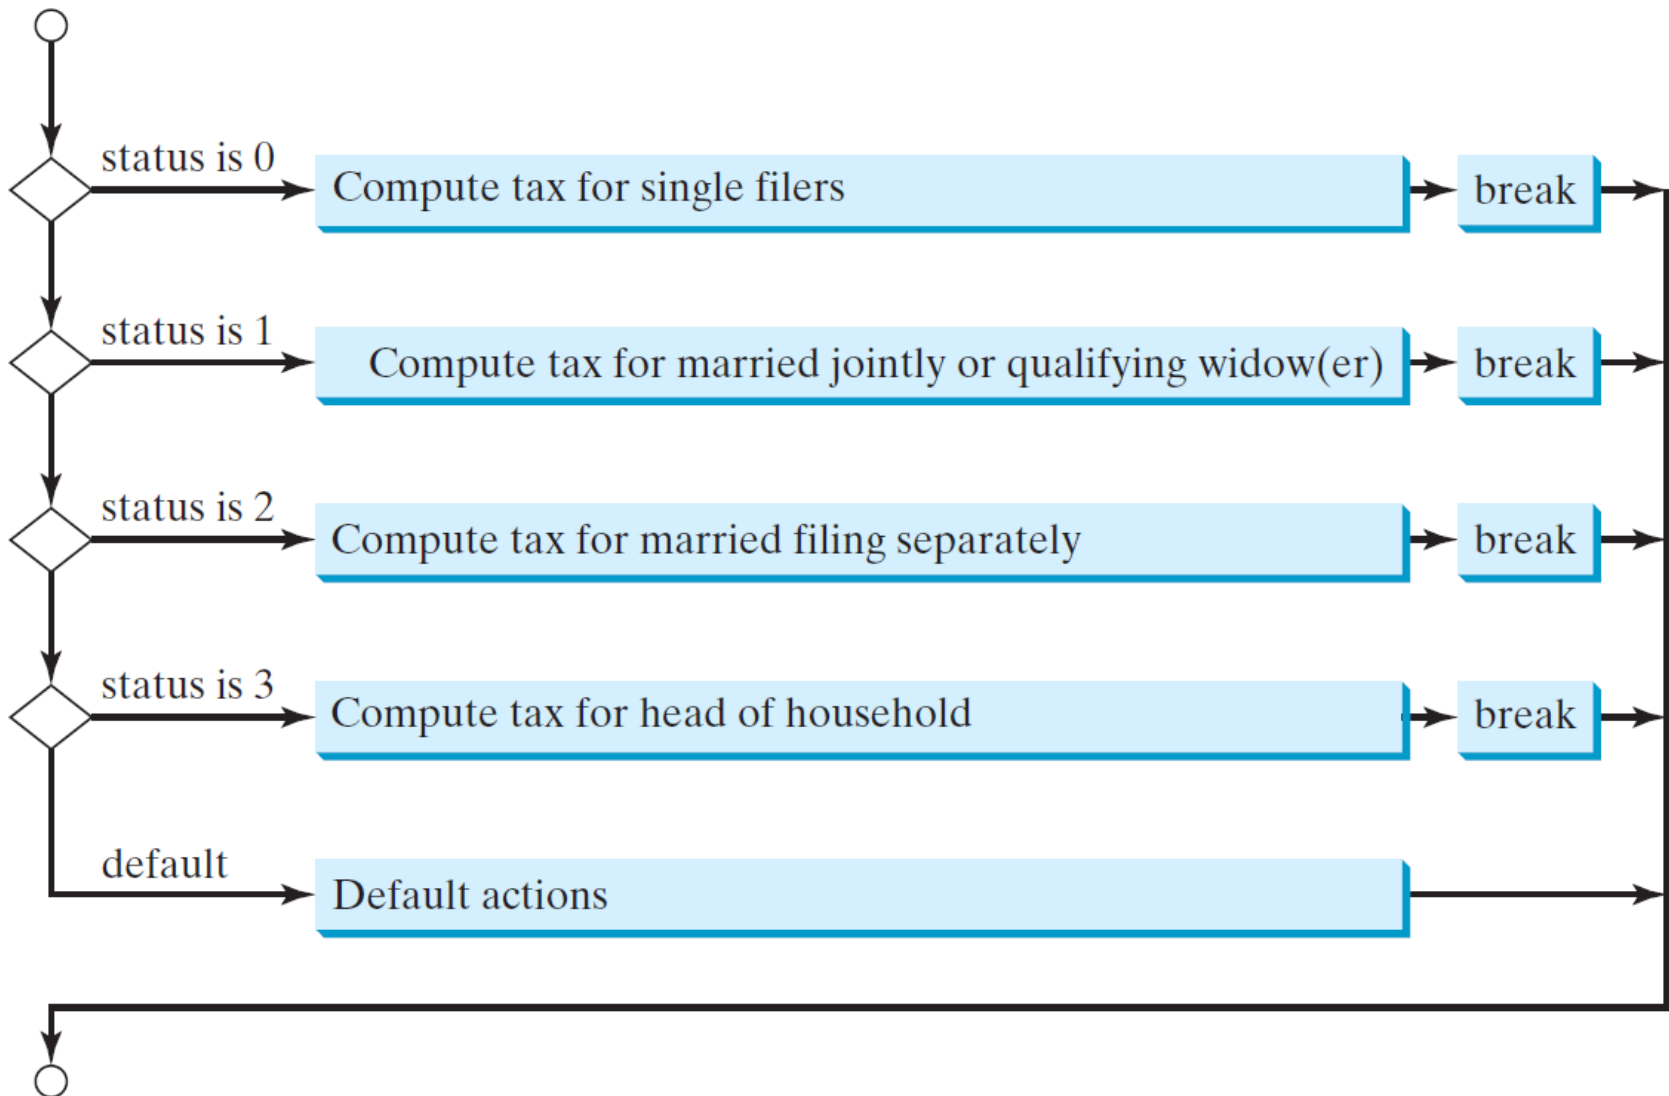 status is 0
Compute tax for single filers
break
status is 1
Compute tax for married jointly or qualifying widow(er)
break
status is 2
Compute tax for married filing separately
break
status is 3
Compute tax for head of household
break
default
Default actions